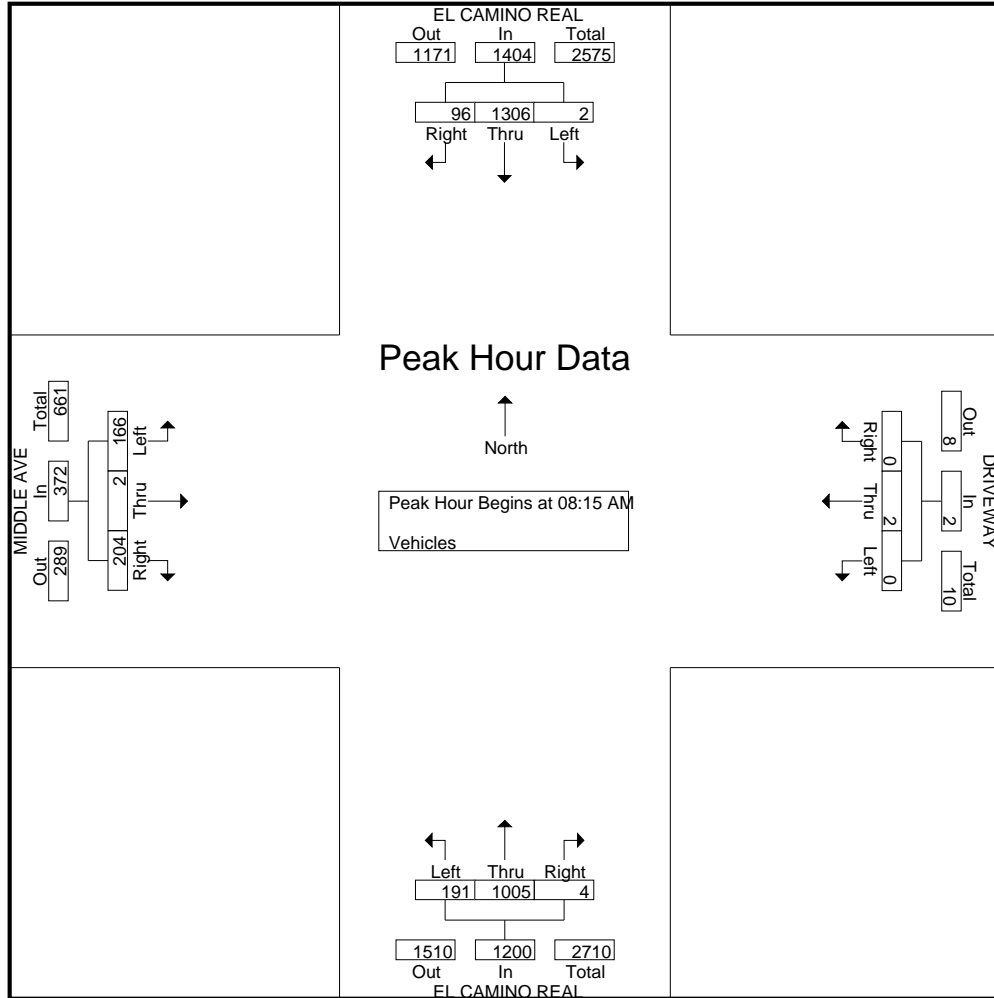 EL CAMINO REAL
Out In Total
1171 1404 2575
96 1306 2
Right Thru Left
Peak Hour Data
North
Peak Hour Begins at 08:15 AM
Vehicles
MIDDLE AVE
Total In Out
661 372 289
166 2 204
Left Thru Right
Right Thru Left
0 2 0
Out In Total
8 2 10
DRIVEWAY
Left Thru Right
191 1005 4
1510 1200 2710
Out In Total
EL CAMINO REAL